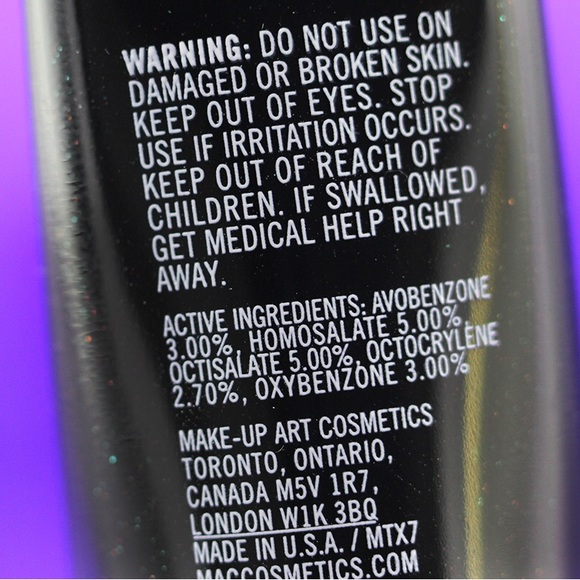 WARNING: DO NOT USE ON
DAMAGED OR BROKEN SKIN.
KEEP OUT OF EYES. STOP
USE IF IRRITATION OCCURS.
KEEP OUT OF REACH OF
CHILDREN. IF SWALLOWED,
GET MEDICAL HELP RIGHT
AWAY.
ACTIVE INGREDIENTS: AVOBENZONE
3.00%, HOMOSALATE 5.00%,
OCTISALATE 5.00%, OCTOCRYLENE
2.70%, OXYBENZONE 3.00%
MAKE-UP ART COSMETICS
TORONTO, ONTARIO,
CANADA M5V 1R7,
LONDON W1K 3BQ
MADE IN U.S.A. / MTX7
MACCOSMETICS.COM